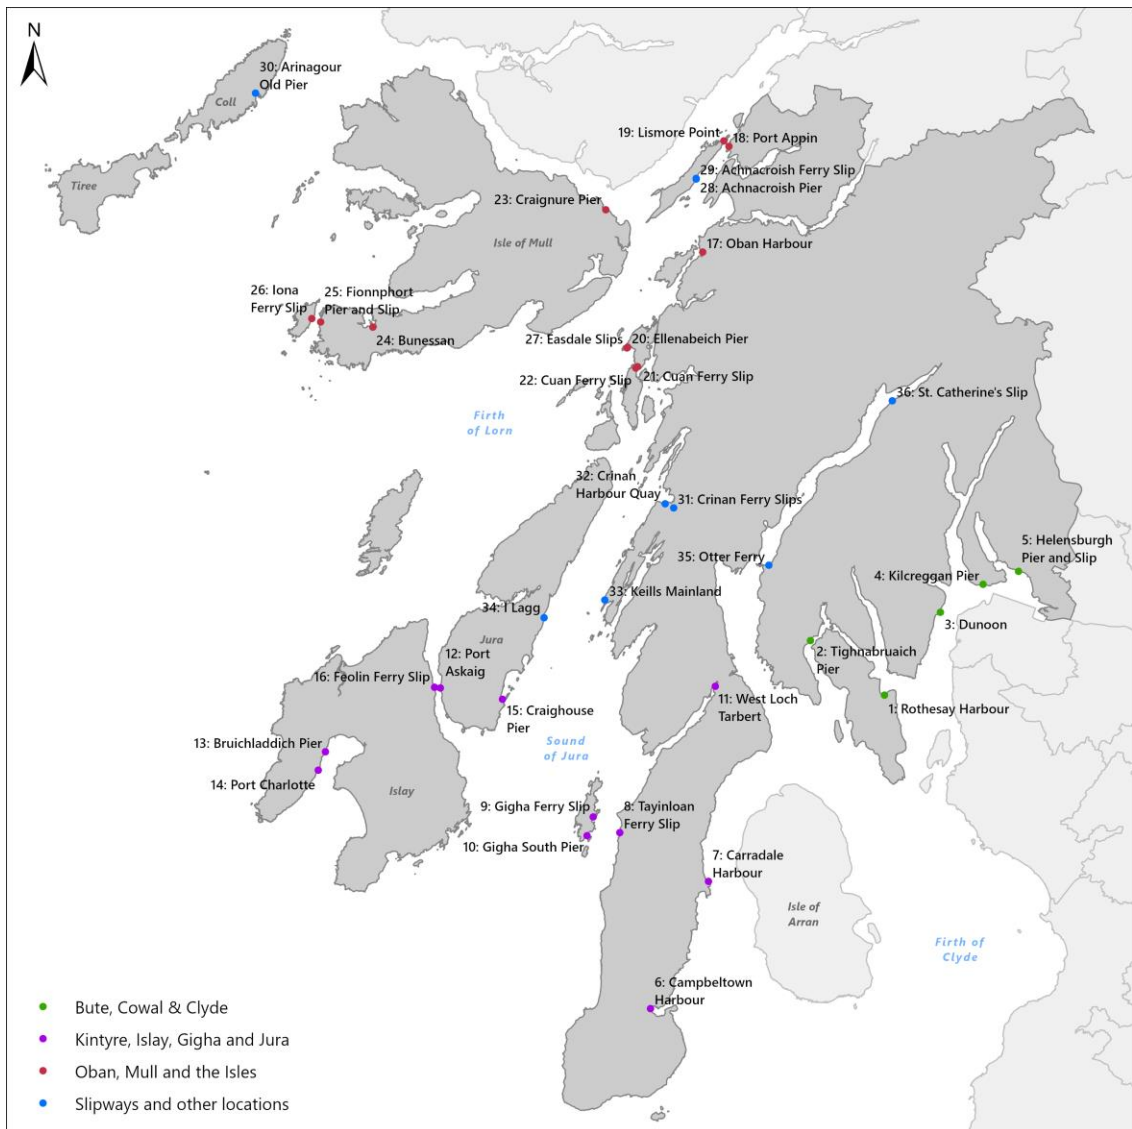 N
30: Arinagour
Old Pier
Coll
Tiree
19: Lismore Point
18: Port Appin
29: Achnacroish Ferry Slip
28: Achnacroish Pier
23: Craignure Pier
Isle of Mull
17: Oban Harbour
26: Iona
Ferry Slip
25: Fionnphort
Pier and Slip
24: Bunessan
27: Easdale Slips
20: Ellenabeich Pier
22: Cuan Ferry Slip
21: Cuan Ferry Slip
36: St. Catherine's Slip
Firth
of Lorn
32: Crinah
Harbour Quay
31: Crinan Ferry Slips
35: Otter Ferry
5: Helensburgh
Pier and Slip
4: Kilcreggan Pier
33: Keills Mainland
34: I Lagg
3: Dunoon
Jura
2: Tighnabruaich
Pier
12: Port
Askaig
16: Feolin Ferry Slip
11: West Loch
Tarbert
1: Rothesay Harbour
15: Craighouse
Pier
13: Bruichladdich Pier
Sound
of Jura
14: Port Charlotte
Islay
9: Gigha Ferry Slip
8: Tayinloan
Ferry Slip
10: Gigha South Pier
7: Carradale
Harbour
Isle of
Arran
Firth of
Clyde
6: Campbeltown
Harbour
Bute, Cowal & Clyde
Kintyre, Islay, Gigha and Jura
Oban, Mull and the Isles
Slipways and other locations